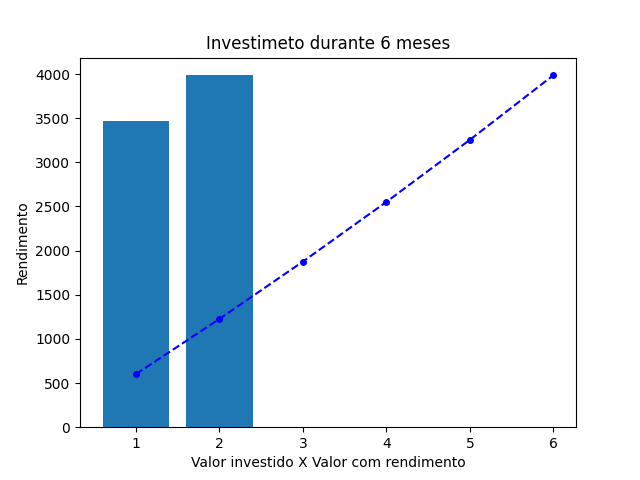 Investimeto durante 6 meses
4000
3500
3000
2500
2000
1500
1000
500
0
Rendimento
1 2 3 4 5 6
Valor investido X Valor com rendimento